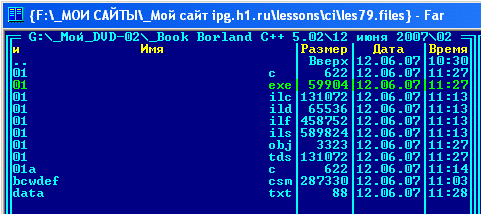 {F:\_МОИ САЙТЫ\_Мой сайт ipg.h1.ru\lessons\ci\les79.files} - Far
G:\_Мой_DVD-02\_Book Borland C++ 5.02\12 июня 2007\02
и Имя Размер Дата Время
.. Вверх 12.06.07 10:30
01 c 622 12.06.07 11:27
01 exe 59904 12.06.07 11:27
01 ilc 131072 12.06.07 11:13
01 ild 65536 12.06.07 11:13
01 ilf 458752 12.06.07 11:13
01 ils 589824 12.06.07 11:13
01 obj 3323 12.06.07 11:27
01 tds 131072 12.06.07 11:27
01a c 622 12.06.07 11:14
bcwdef csm 287330 12.06.07 11:03
data txt 88 12.06.07 11:28